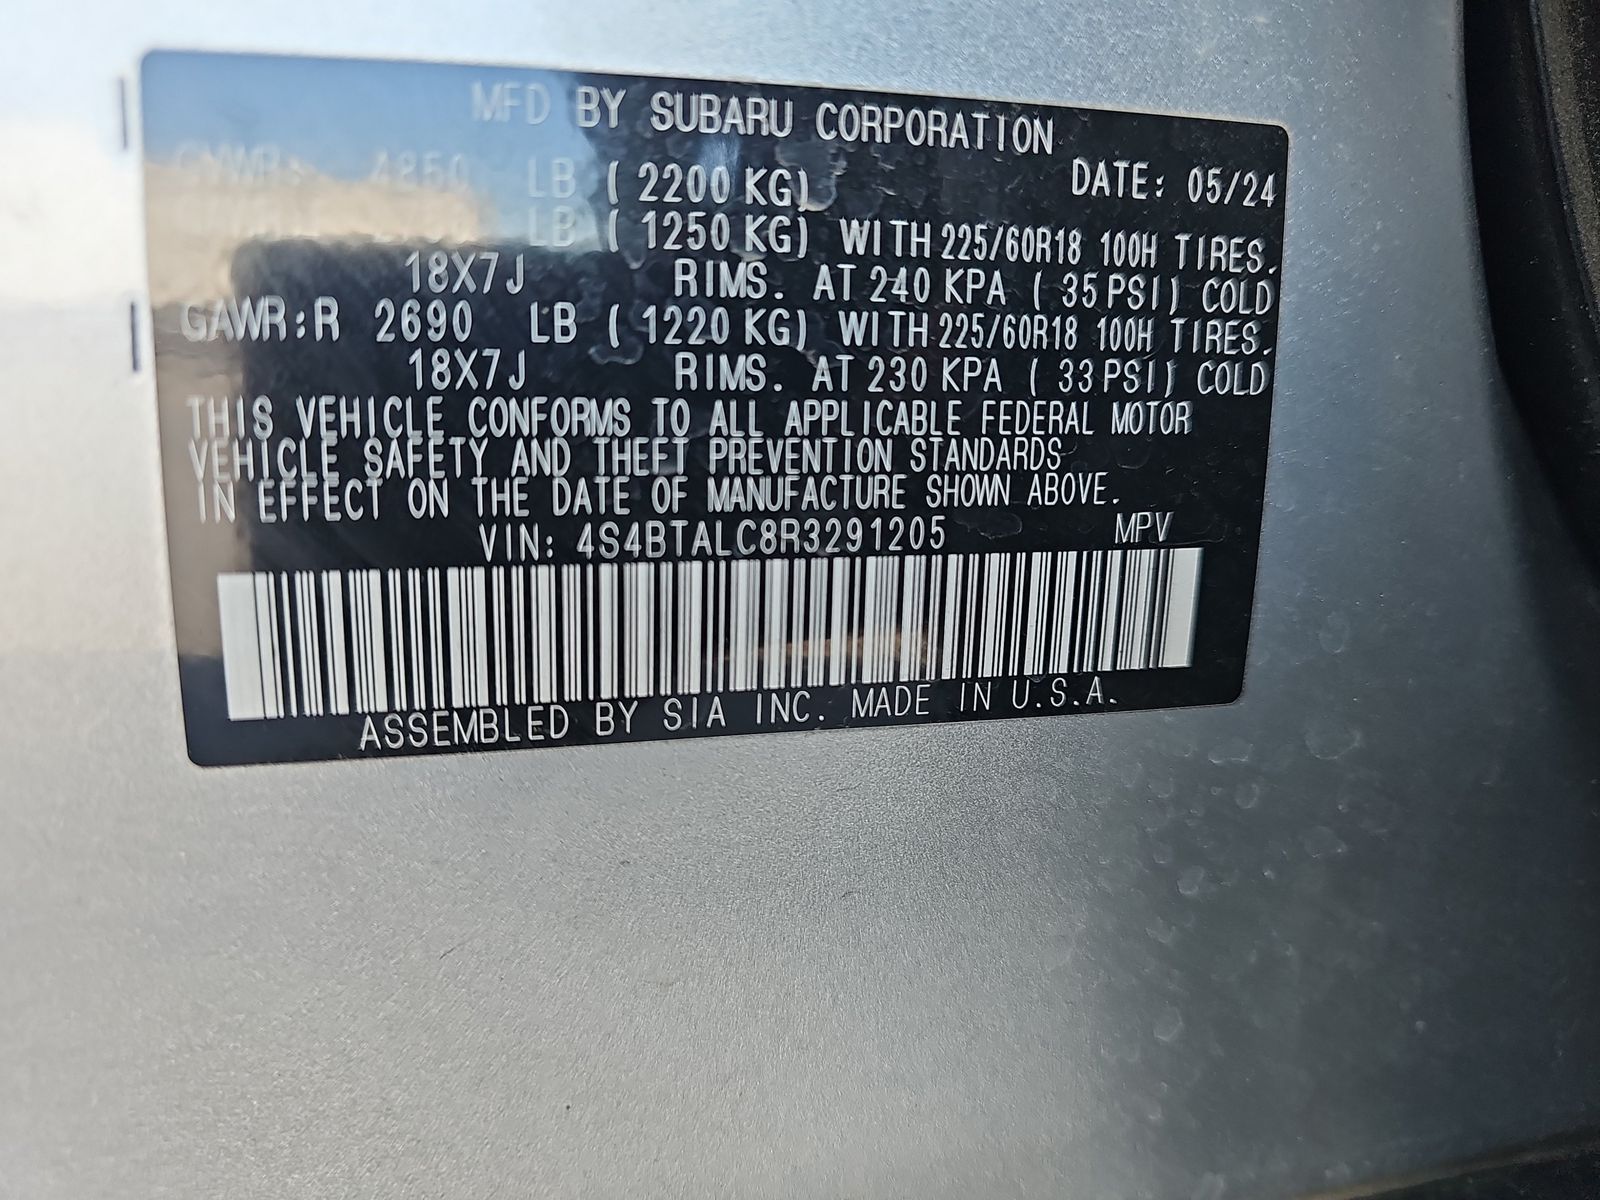 MFD BY SUBARU CORPORATION
GVWR: 4850 LB ( 2200 KG) DATE: 05/24
LB ( 1250 KG) WITH 225/60R18 100H TIRES.
18X7J RIMS. AT 240 KPA ( 35 PSI) COLD
GAWR:R 2690 LB ( 1220 KG) WITH 225/60R18 100H TIRES.
18X7J RIMS. AT 230 KPA ( 33 PSI) COLD
THIS VEHICLE CONFORMS TO ALL APPLICABLE FEDERAL MOTOR
VEHICLE SAFETY AND THEFT PREVENTION STANDARDS
IN EFFECT ON THE DATE OF MANUFACTURE SHOWN ABOVE.
VIN: 4S4BTALC8R3291205 MPV
ASSEMBLED BY SIA INC. MADE IN U.S.A.